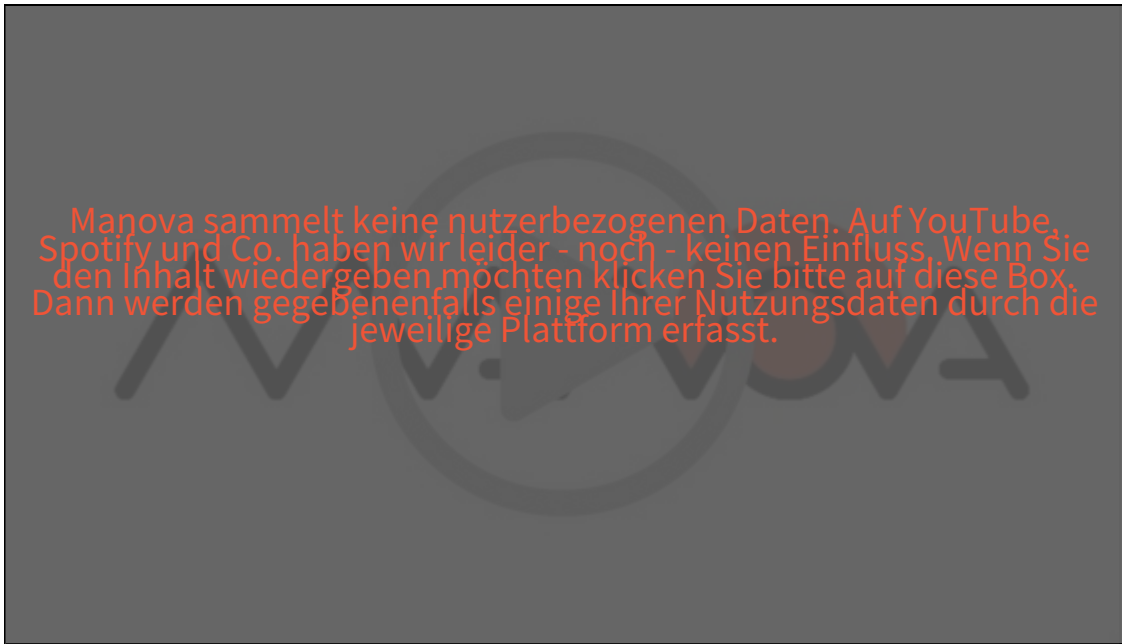 Manova sammelt keine nutzerbezogenen Daten. Auf YouTube,
Spotify und Co. haben wir leider - noch - keinen Einfluss. Wenn Sie
den Inhalt wiedergeben möchten klicken Sie bitte auf diese Box.
Dann werden gegebenenfalls einige Ihrer Nutzungsdaten durch die
jeweilige Plattform erfasst.
MANOVA